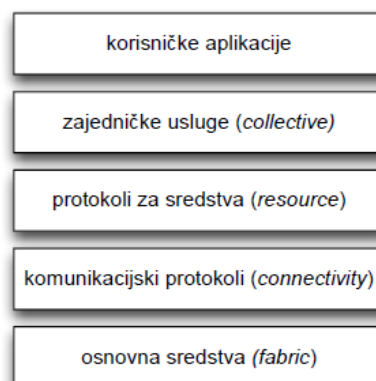 korisničke aplikacije
zajedničke usluge (collective)
protokoli za sredstva (resource)
komunikacijski protokoli (connectivity)
osnovna sredstva (fabric)